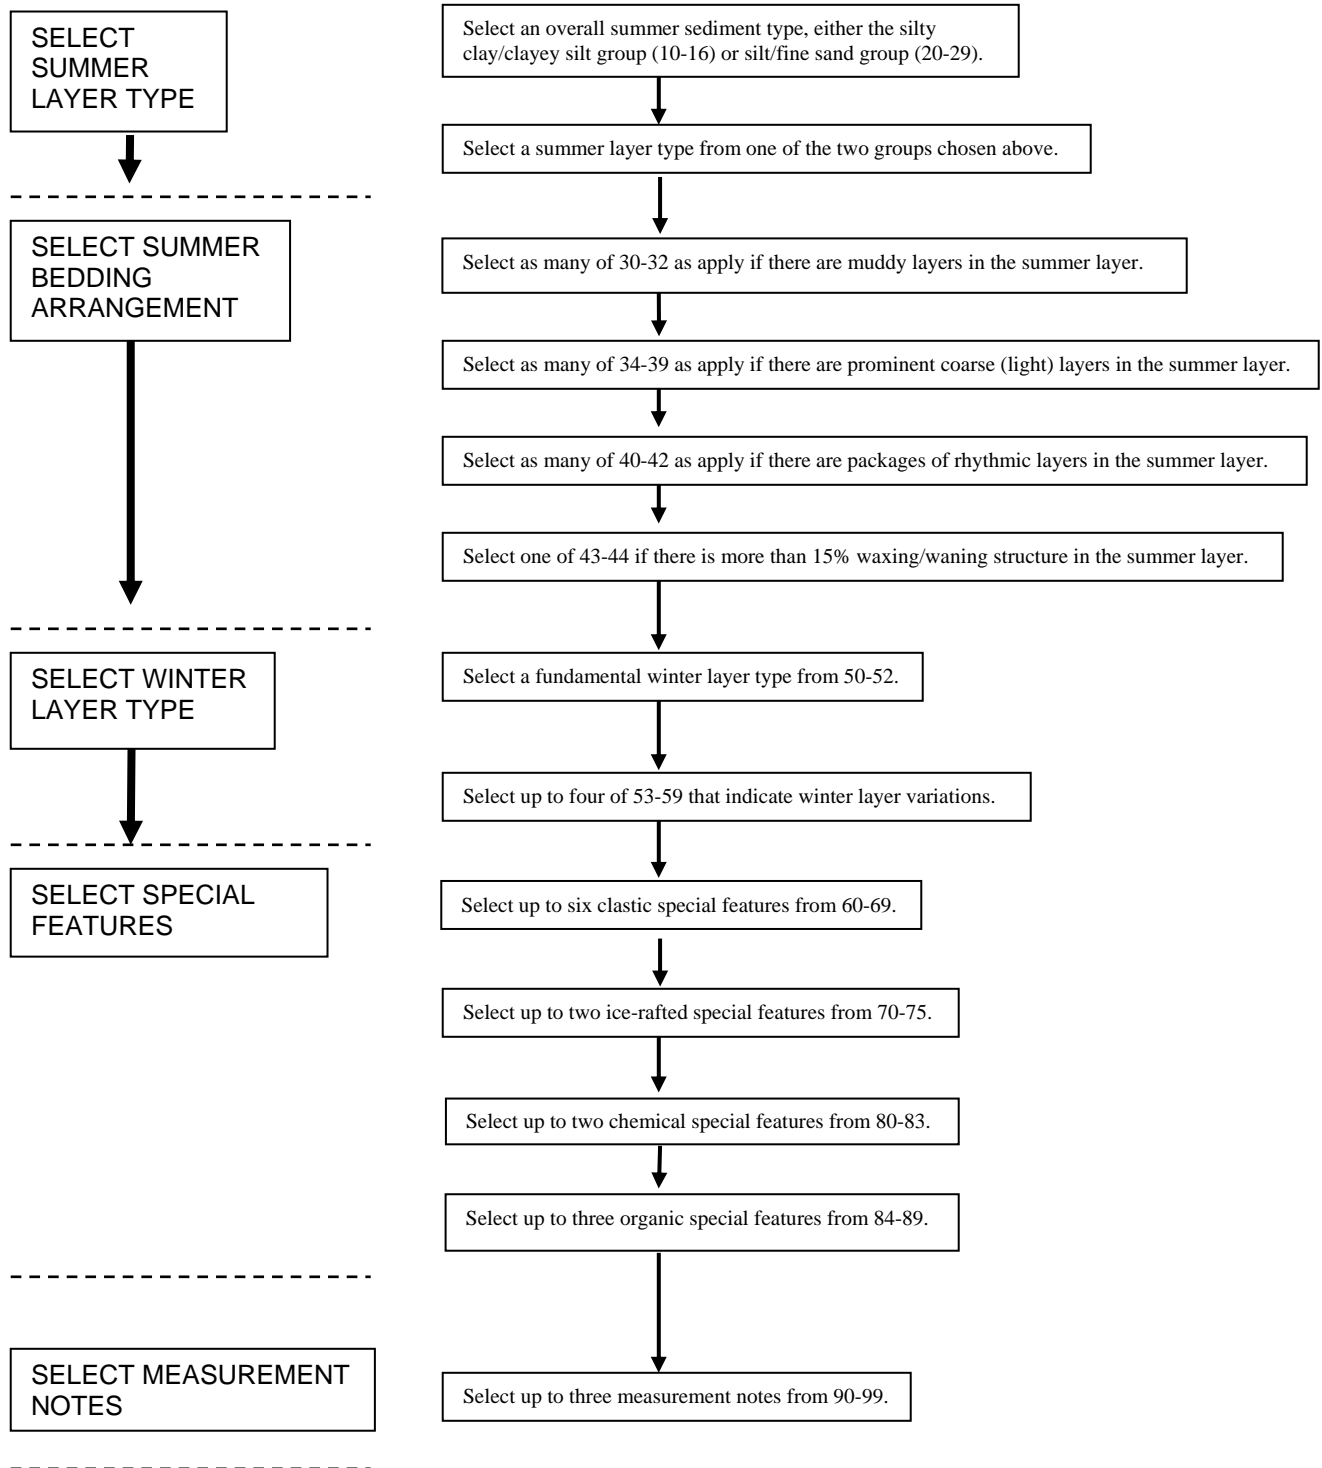 SELECT
SUMMER
LAYER TYPE
Select an overall summer sediment type, either the silty
clay/clayey silt group (10-16) or silt/fine sand group (20-29).
Select a summer layer type from one of the two groups chosen above.
SELECT SUMMER
BEDDING
ARRANGEMENT
Select as many of 30-32 as apply if there are muddy layers in the summer layer.
Select as many of 34-39 as apply if there are prominent coarse (light) layers in the summer layer.
Select as many of 40-42 as apply if there are packages of rhythmic layers in the summer layer.
Select one of 43-44 if there is more than 15% waxing/waning structure in the summer layer.
SELECT WINTER
LAYER TYPE
Select a fundamental winter layer type from 50-52.
Select up to four of 53-59 that indicate winter layer variations.
SELECT SPECIAL
FEATURES
Select up to six clastic special features from 60-69.
Select up to two ice-rafted special features from 70-75.
Select up to two chemical special features from 80-83.
Select up to three organic special features from 84-89.
SELECT MEASUREMENT
NOTES
Select up to three measurement notes from 90-99.